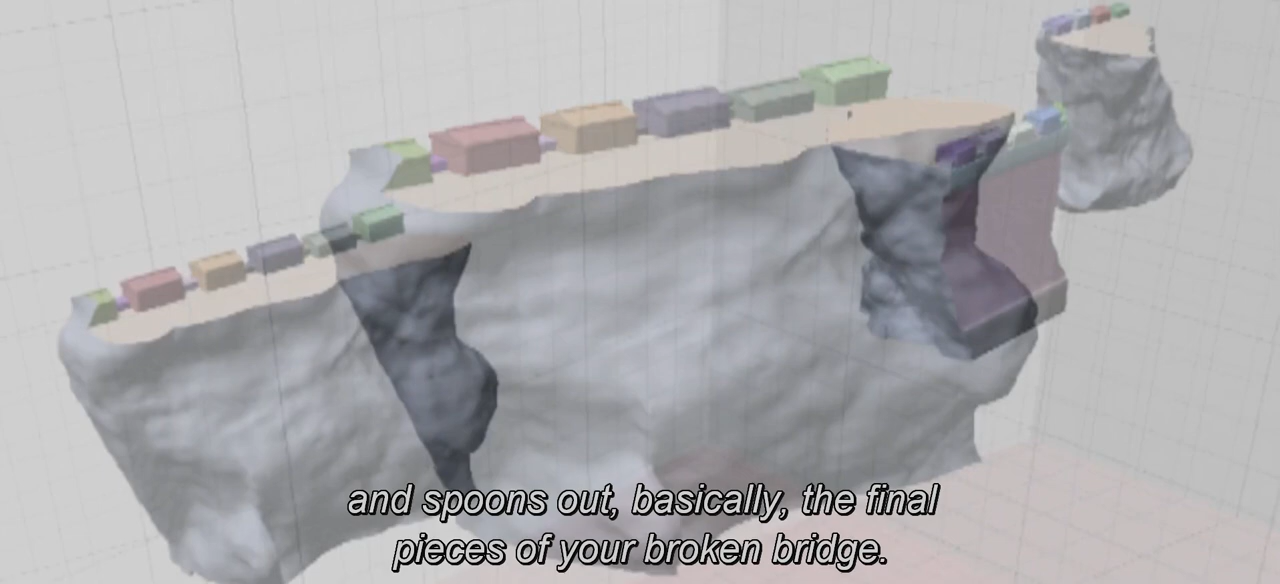 and spoons out, basically, the final
pieces of your broken bridge.